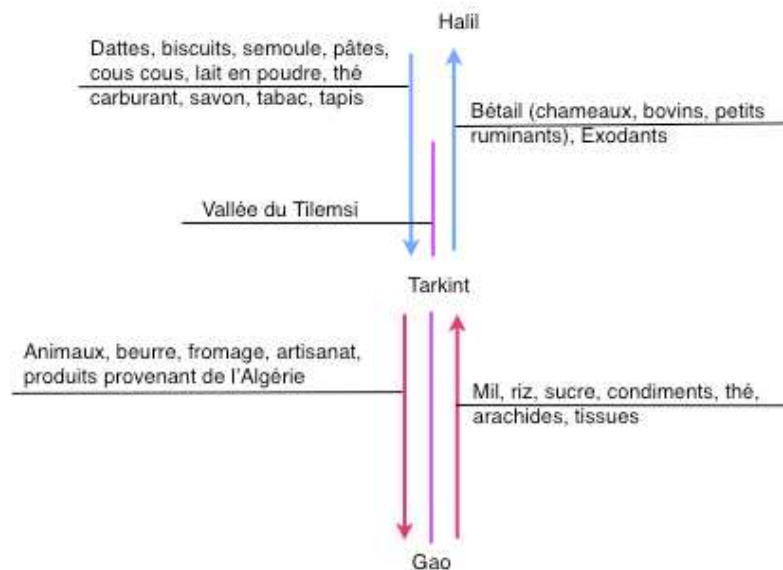 Halil
Dattes, biscuits, semoule, pâtes,
cous cous, lait en poudre, thé
carburant, savon, tabac, tapis
Bétail (chameaux, bovins, petits
ruminants), Exodants
Vallée du Tilemsi
Tarkint
Animaux, beurre, fromage, artisanat,
produits provenant de l'Algérie
Mil, riz, sucre, condiments, thé,
arachides, tissues
Gao